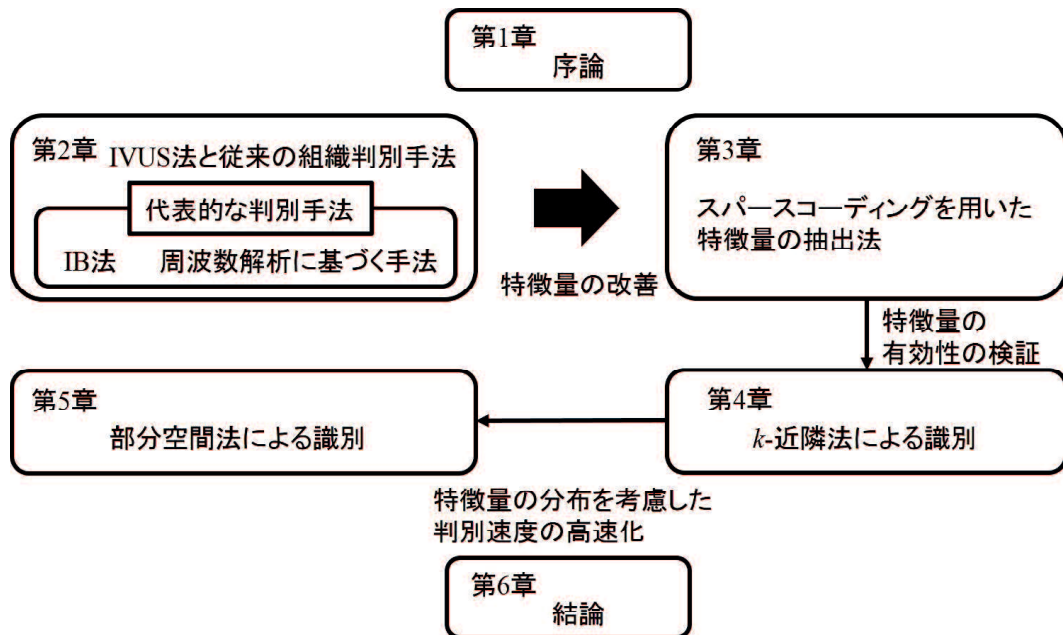 第1章
序論
第2章 IVUS法と従来の組織判別手法
代表的な判別手法
IB法 周波数解析に基づく手法
特徴量の改善
第3章
スパースコーディングを用いた
特徴量の抽出法
特徴量の
有効性の検証
第4章
k-近隣法による識別
第5章
部分空間法による識別
特徴量の分布を考慮した
判別速度の高速化
第6章
結論